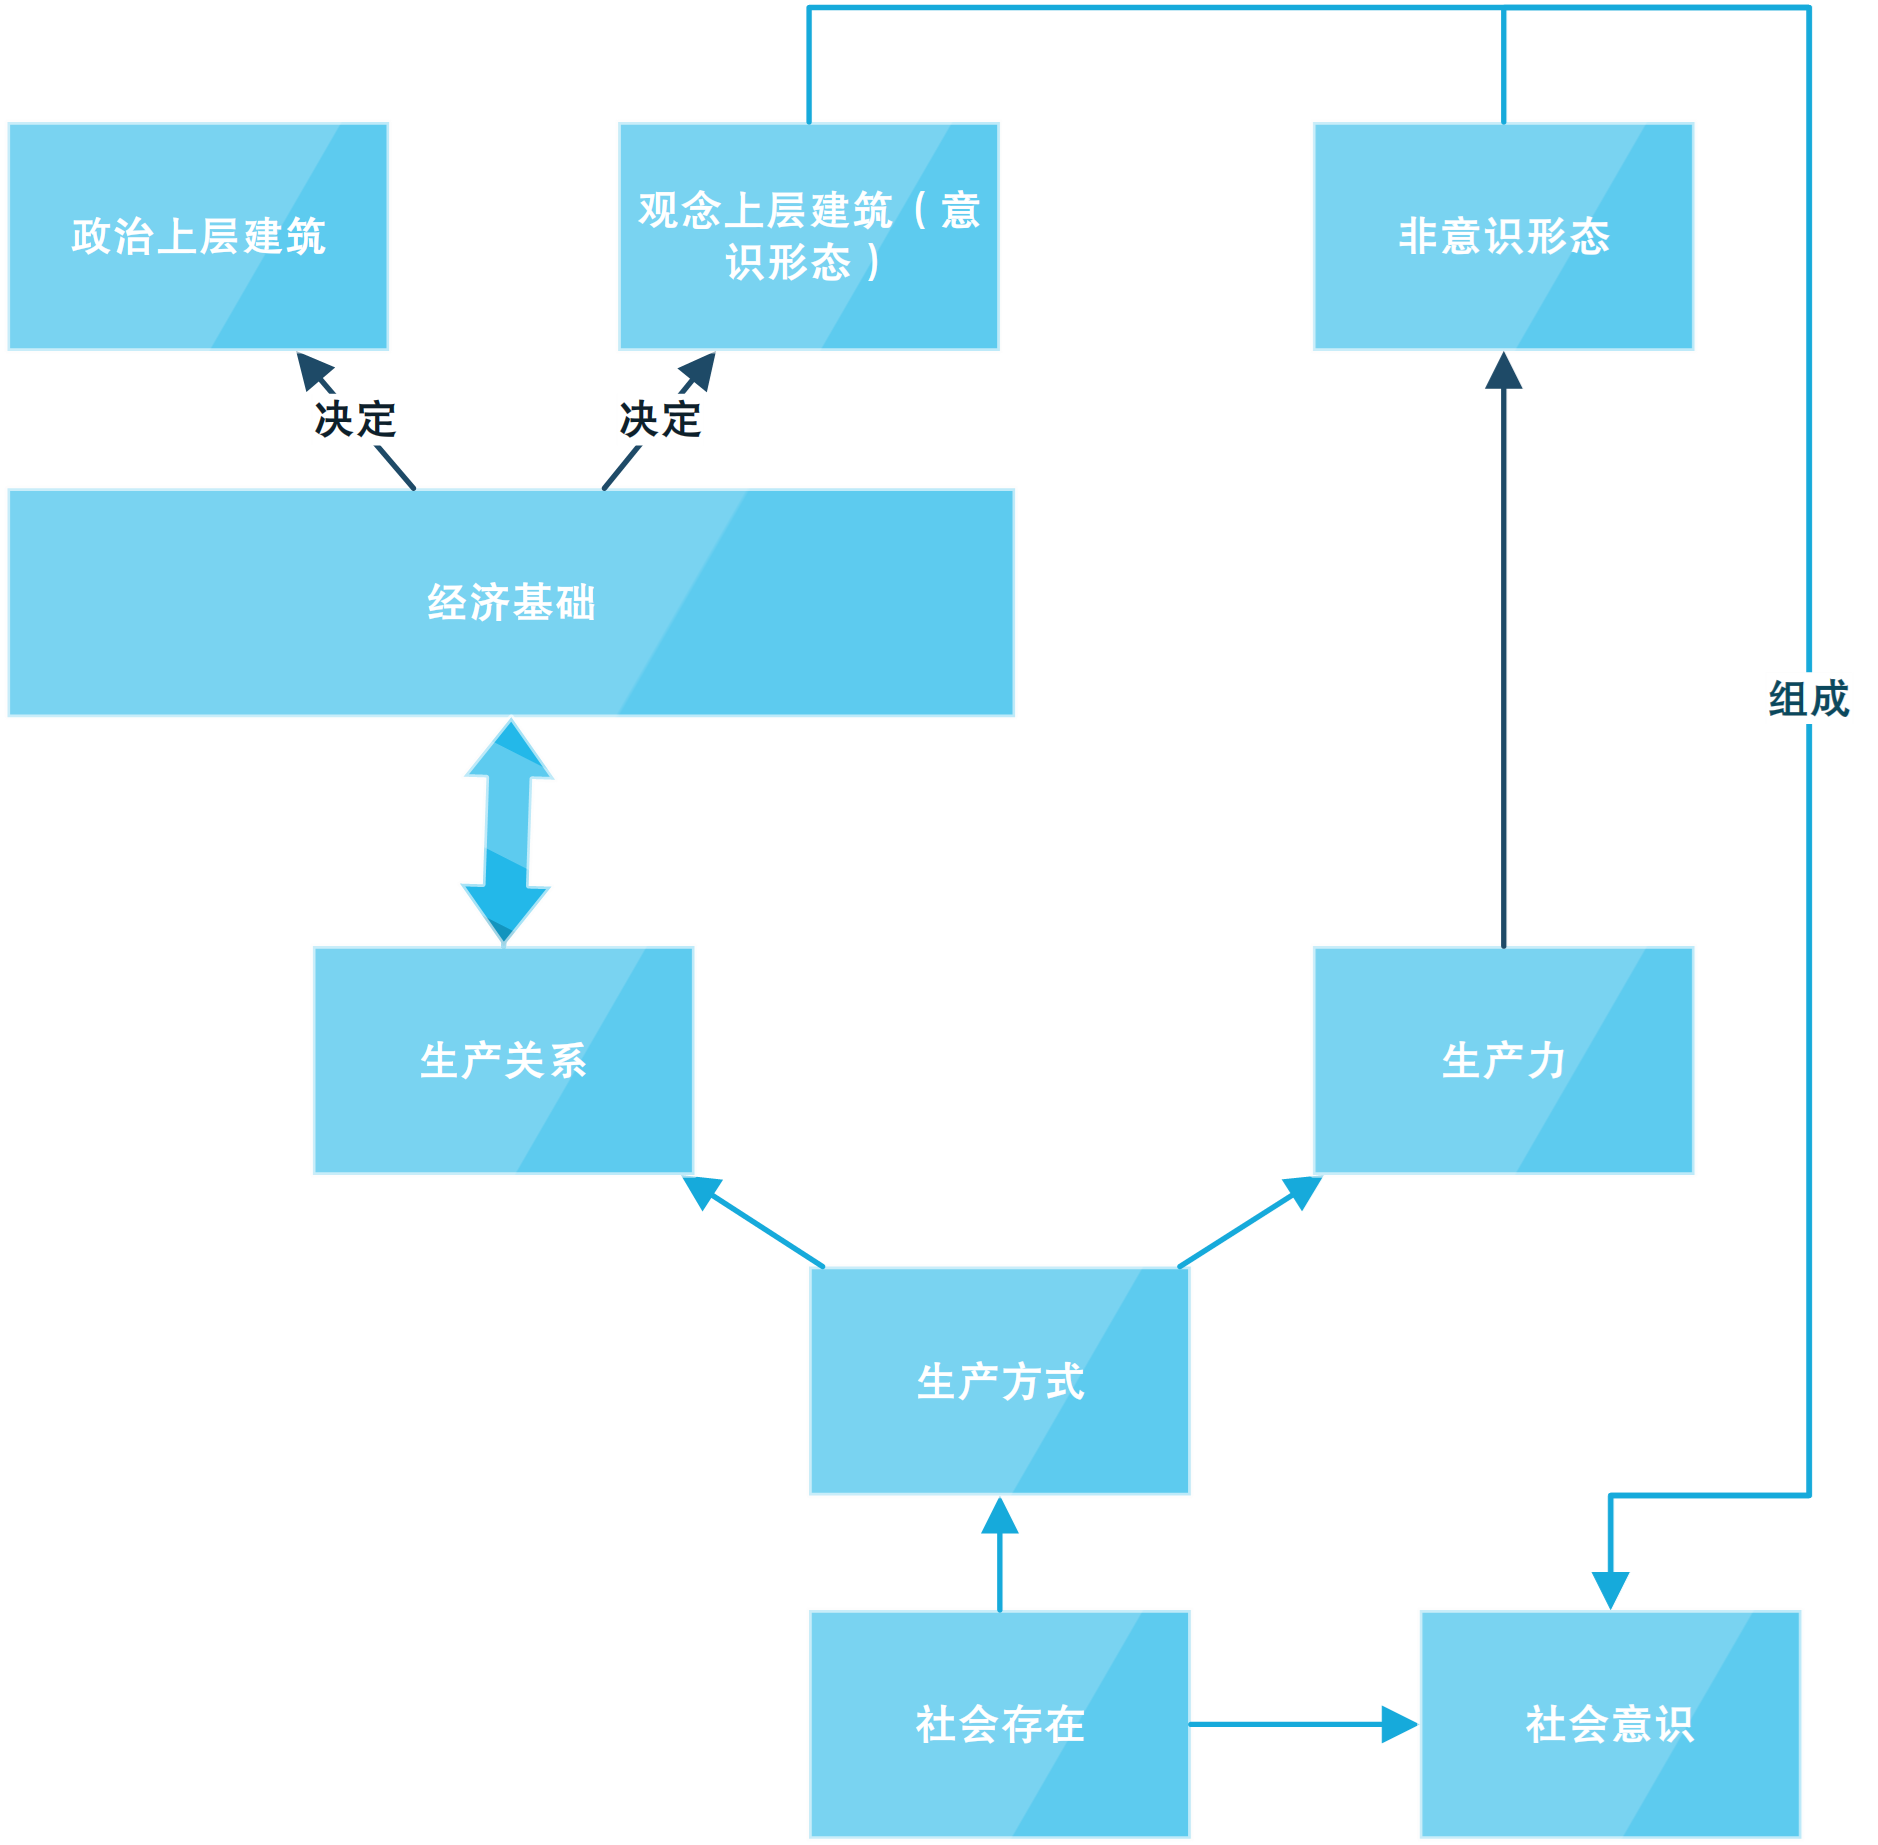 政治上层建筑
观念上层建筑（意
识形态）
非意识形态
决定
决定
经济基础
组成
生产关系
生产力
生产方式
社会存在
社会意识